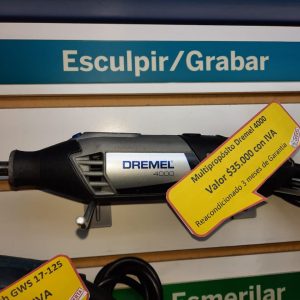 Esculpir/Grabar
DREMEL
4000
Multipropósito Dremel 4000
Valor $35.000 con IVA
Reacondicionado 3 meses de Garantía
h GWS 17-125
IVA
Esmerilar